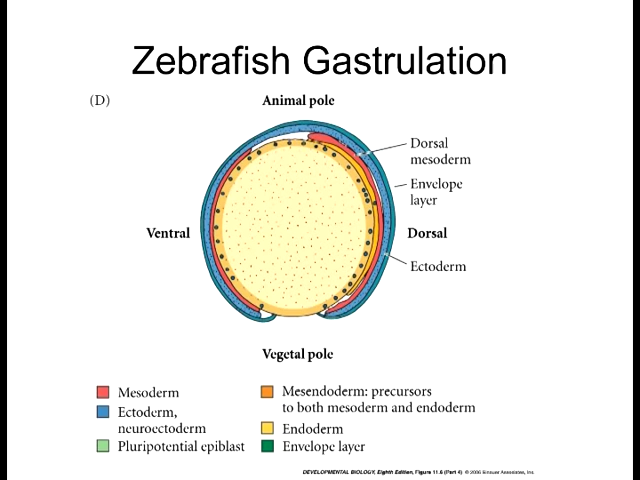 Zebrafish Gastrulation
(D)
Animal pole
Dorsal
mesoderm
Envelope
layer
Ventral
Dorsal
Ectoderm
Vegetal pole
Mesoderm
Ectoderm,
neuroectoderm
Pluripotential epiblast
Mesendoderm: precursors
to both mesoderm and endoderm
Endoderm
Envelope layer
DEVELOPMENTAL BIOLOGY, Eighth Edition, Figure 11.6 (Part 4) © 2006 Sinauer Associates, Inc.